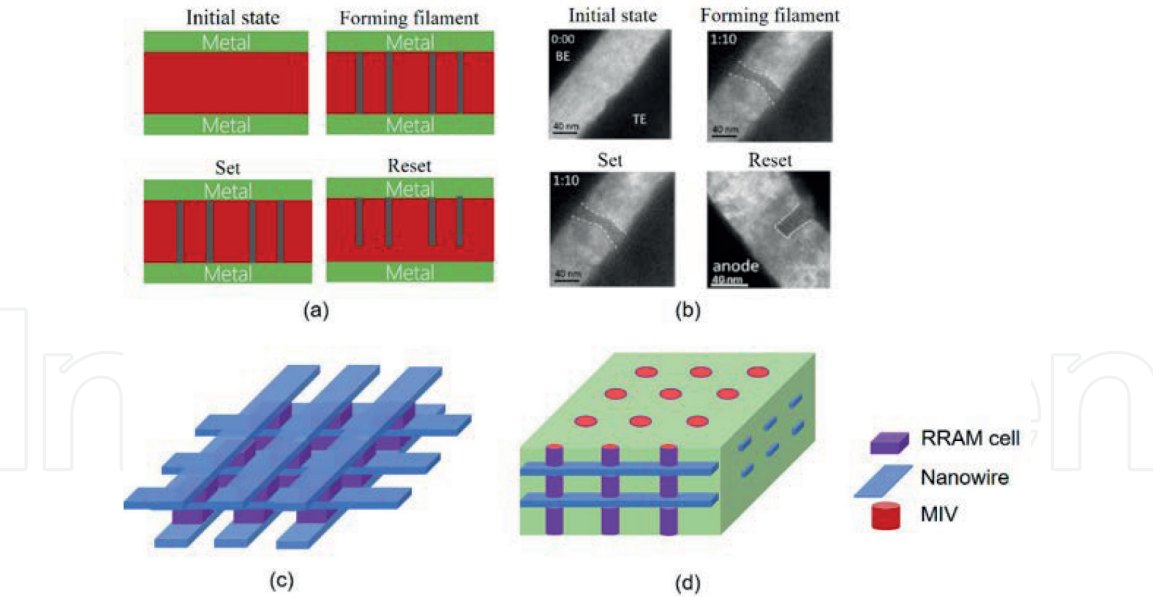 Initial state
Forming filament
Metal
Metal
Metal
Metal
Set
Reset
Metal
Metal
Metal
Metal
(a)
Initial state
Forming filament
0:00
BE
TE
40 nm
1:10
40 nm
Set
Reset
1:10
40 nm
anode
40 nm
(b)
(c)
(d)
RRAM cell
Nanowire
MIV